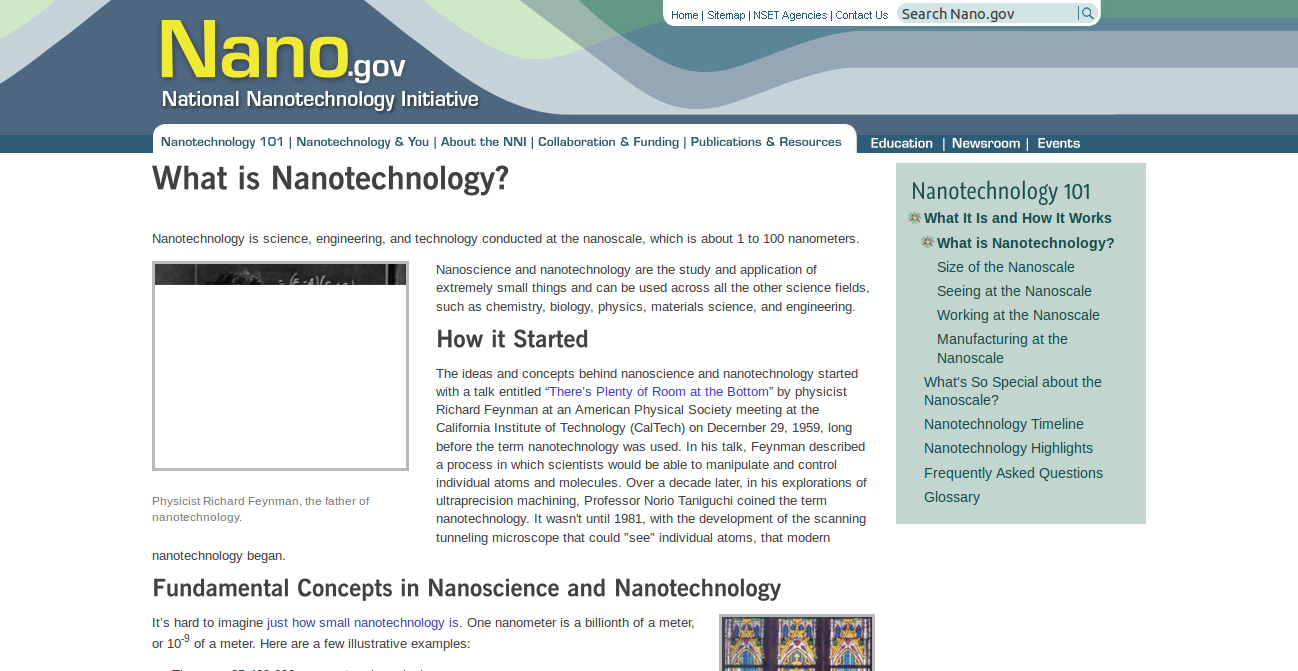 Home | Sitemap | NSET Agencies | Contact Us
Search Nano.gov
Nano.gov
National Nanotechnology Initiative
Nanotechnology 101 | Nanotechnology & You | About the NNI | Collaboration & Funding | Publications & Resources
Education | Newsroom | Events
What is Nanotechnology?
Nanotechnology is science, engineering, and technology conducted at the nanoscale, which is about 1 to 100 nanometers.
Physicist Richard Feynman, the father of
nanotechnology.
Nanoscience and nanotechnology are the study and application of
extremely small things and can be used across all the other science fields,
such as chemistry, biology, physics, materials science, and engineering.
How it Started
The ideas and concepts behind nanoscience and nanotechnology started
with a talk entitled “There’s Plenty of Room at the Bottom” by physicist
Richard Feynman at an American Physical Society meeting at the
California Institute of Technology (CalTech) on December 29, 1959, long
before the term nanotechnology was used. In his talk, Feynman described
a process in which scientists would be able to manipulate and control
individual atoms and molecules. Over a decade later, in his explorations of
ultraprecision machining, Professor Norio Taniguchi coined the term
nanotechnology. It wasn't until 1981, with the development of the scanning
tunneling microscope that could "see" individual atoms, that modern
nanotechnology began.
Fundamental Concepts in Nanoscience and Nanotechnology
It’s hard to imagine just how small nanotechnology is. One nanometer is a billionth of a meter,
or 10-9 of a meter. Here are a few illustrative examples:
Nanotechnology 101
What It Is and How It Works
What is Nanotechnology?
Size of the Nanoscale
Seeing at the Nanoscale
Working at the Nanoscale
Manufacturing at the
Nanoscale
What's So Special about the
Nanoscale?
Nanotechnology Timeline
Nanotechnology Highlights
Frequently Asked Questions
Glossary